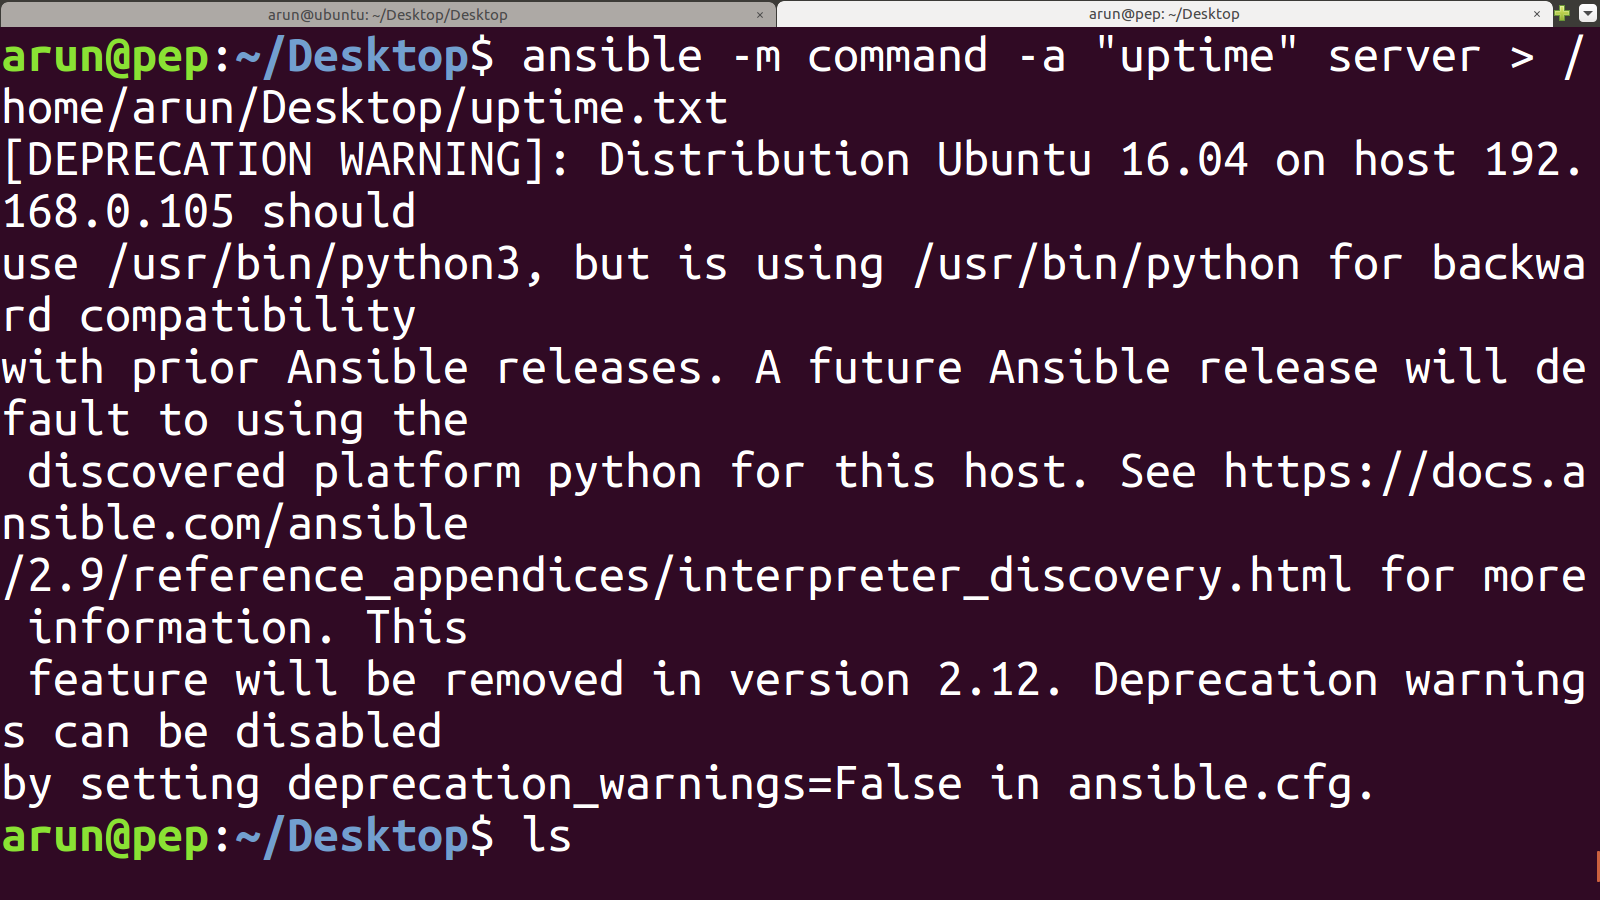 arun@ubuntu: ~/Desktop/Desktop × arun@pep: ~/Desktop ×
arun@pep:~/Desktop$ ansible -m command -a "uptime" server > /
home/arun/Desktop/uptime.txt
[DEPRECATION WARNING]: Distribution Ubuntu 16.04 on host 192.
168.0.105 should
use /usr/bin/python3, but is using /usr/bin/python for backwa
rd compatibility
with prior Ansible releases. A future Ansible release will de
fault to using the
 discovered platform python for this host. See https://docs.a
nsible.com/ansible
/2.9/reference_appendices/interpreter_discovery.html for more
 information. This
 feature will be removed in version 2.12. Deprecation warning
s can be disabled
by setting deprecation_warnings=False in ansible.cfg.
arun@pep:~/Desktop$ ls